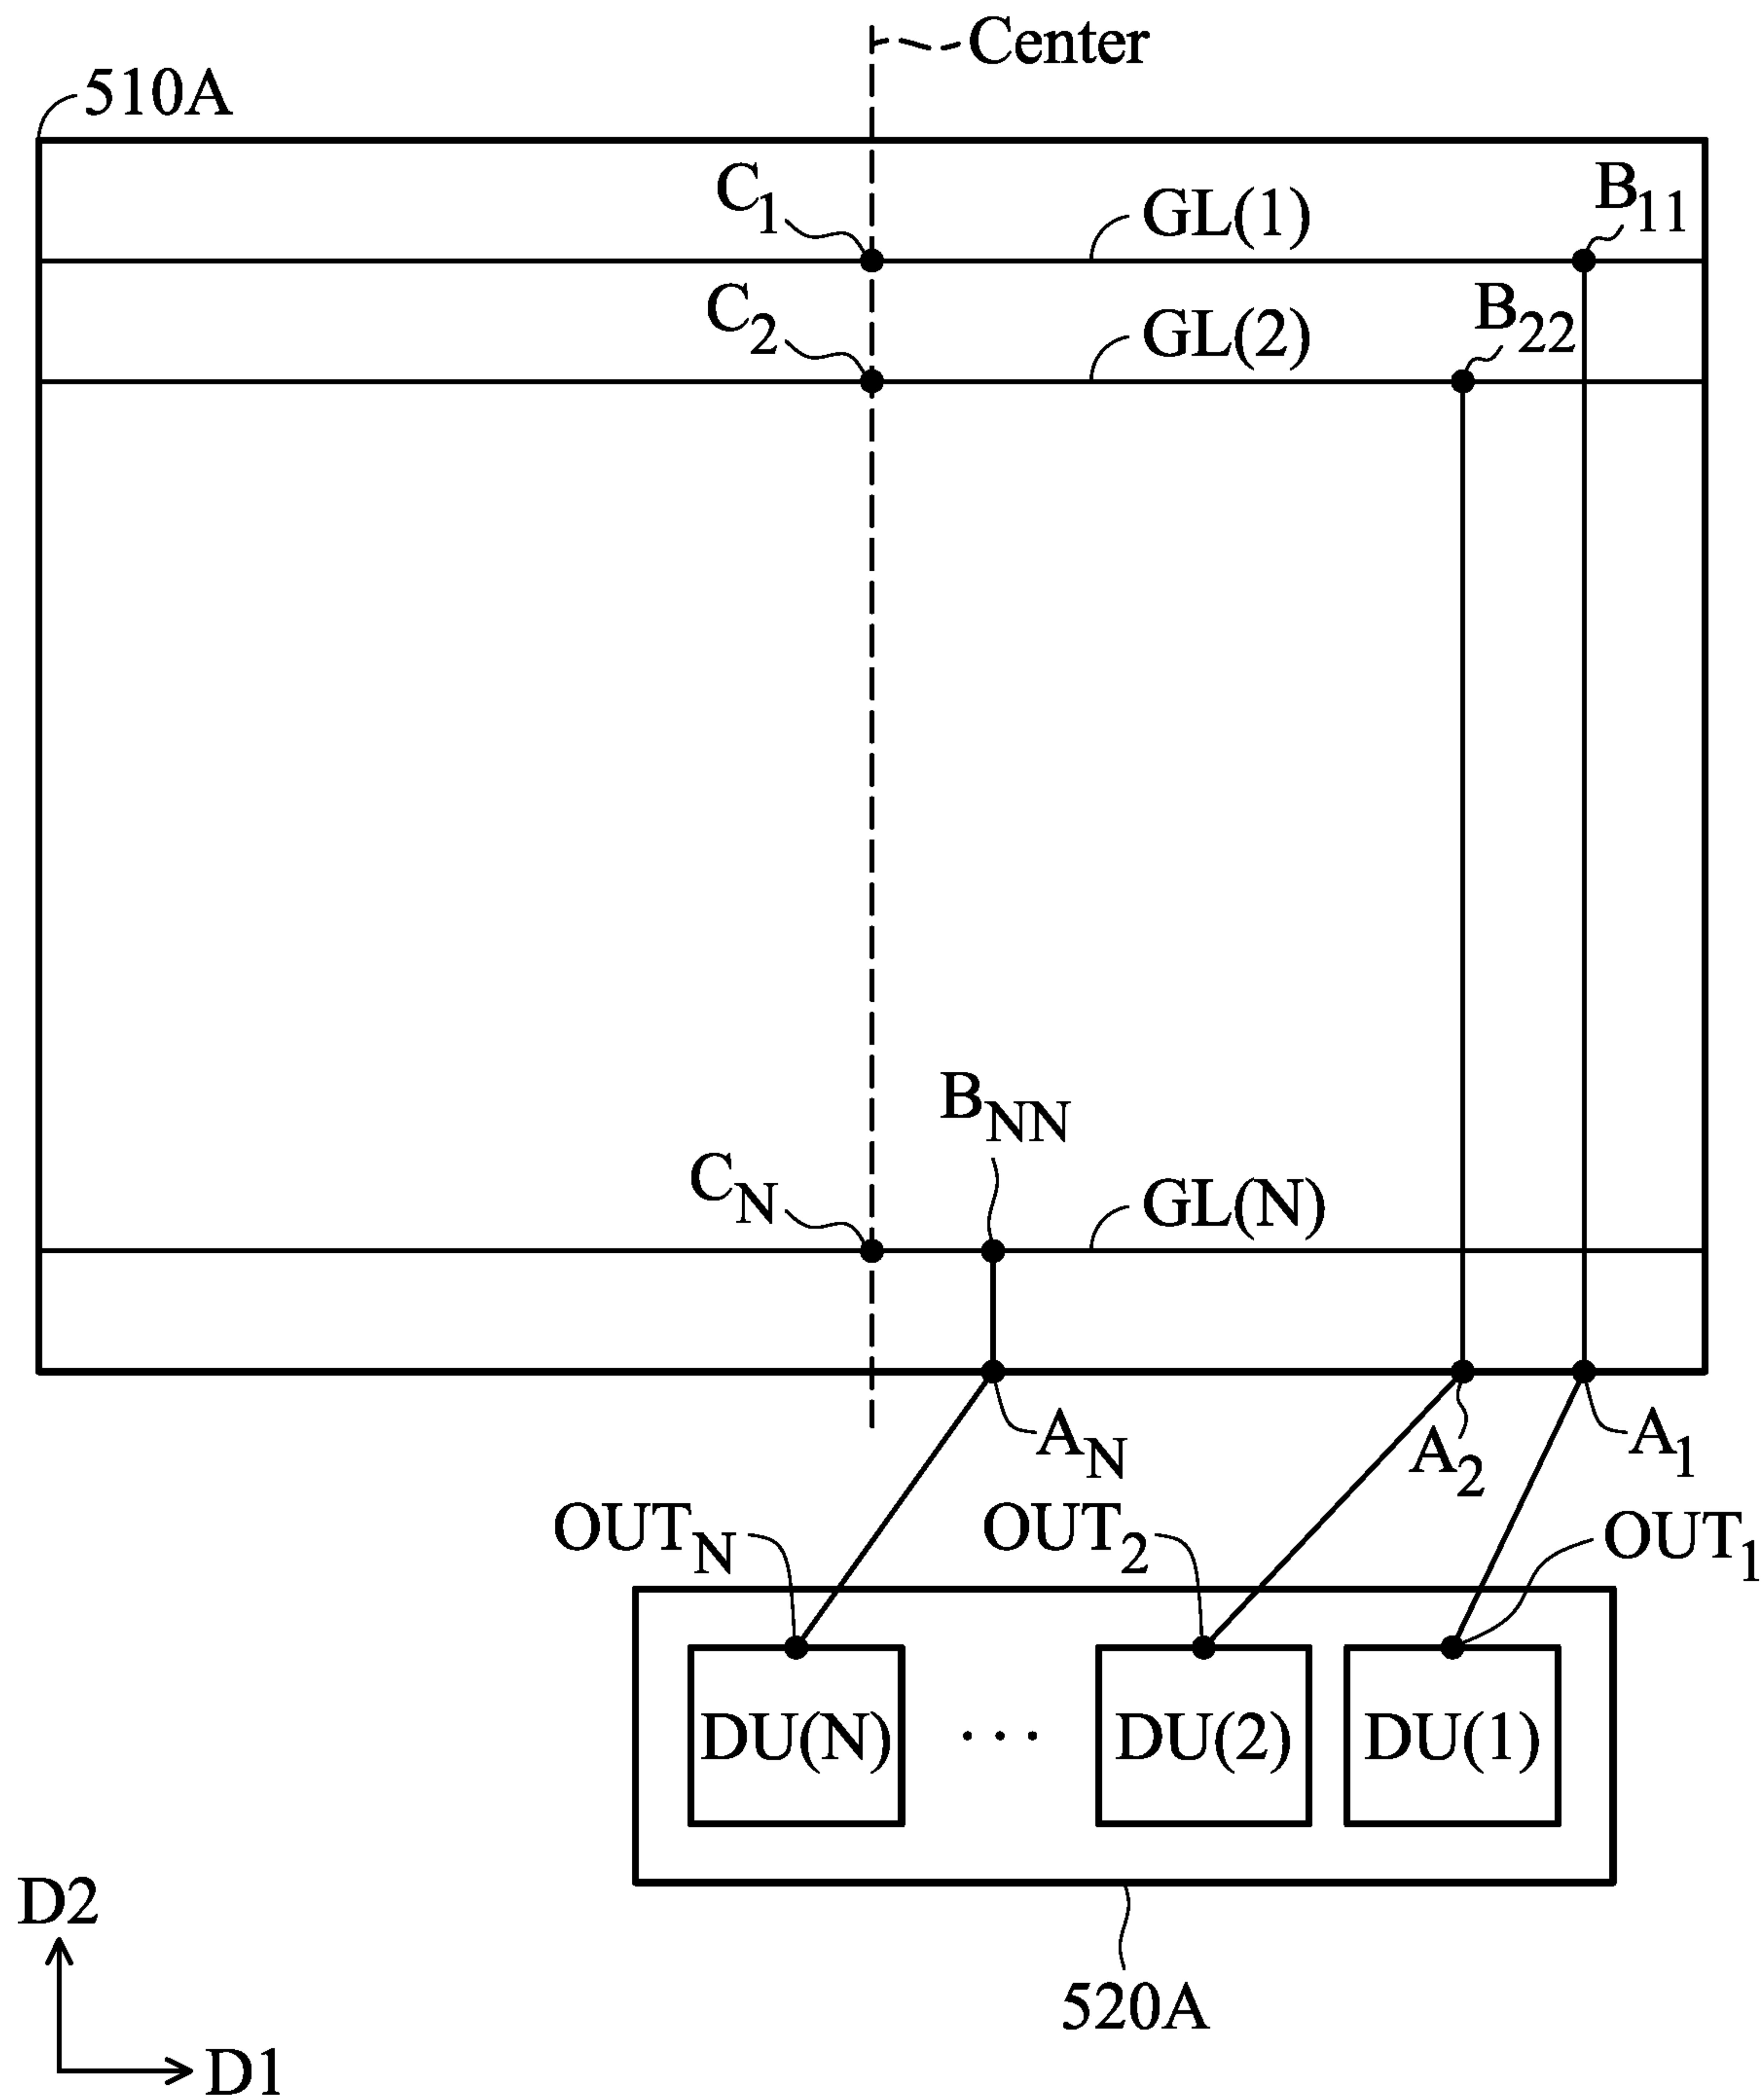 Center
510A
C1
GL(1)
B11
C2
GL(2)
B22
BNN
CN
GL(N)
AN
A2
A1
OUTN
OUT2
OUT1
DU(N)
...
DU(2)
DU(1)
D2
520A
D1